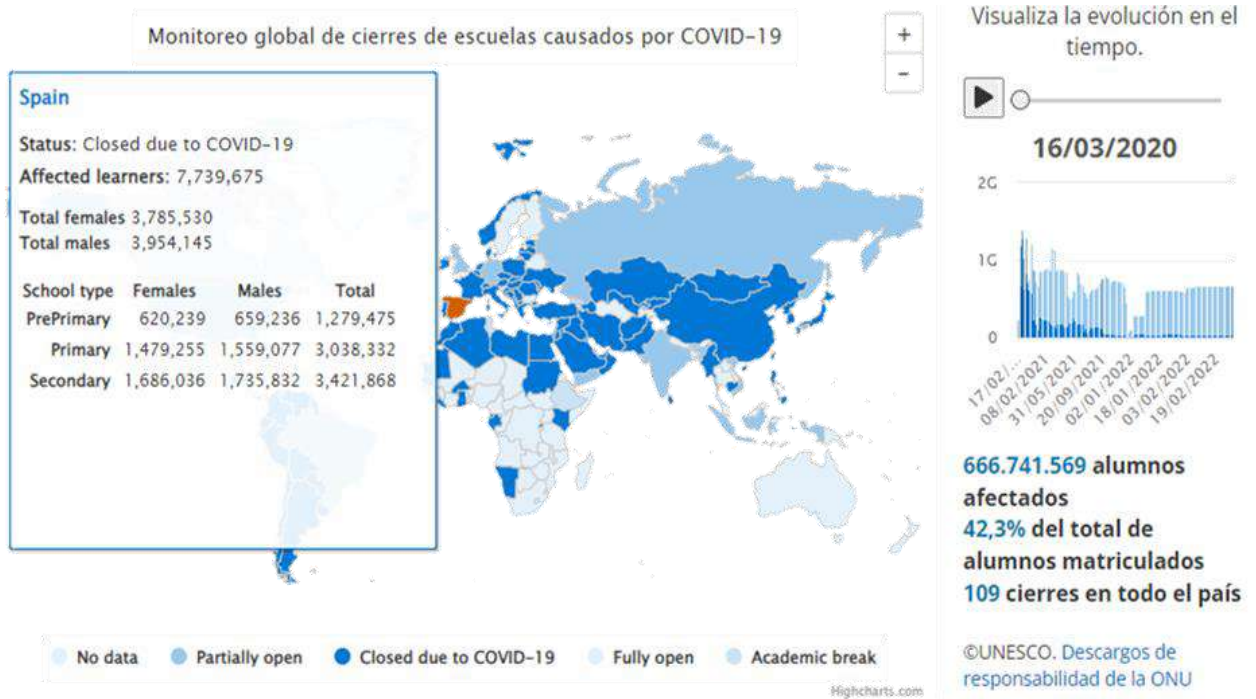 Monitoreo global de cierres de escuelas causados por COVID-19
+
-
Spain
Status: Closed due to COVID-19
Affected learners: 7,739,675
Total females 3,785,530
Total males 3,954,145
School type Females Males Total
PrePrimary 620,239 659,236 1,279,475
Primary 1,479,255 1,559,077 3,038,332
Secondary 1,686,036 1,735,832 3,421,868
No data Partially open Closed due to COVID-19 Fully open Academic break
Highcharts.com
Visualiza la evolución en el
tiempo.
16/03/2020
2G
1G
0
17/02/...
08/02/2021
31/05/2021
20/09/2021
02/01/2022
18/01/2022
03/02/2022
19/02/2022
666.741.569 alumnos
afectados
42,3% del total de
alumnos matriculados
109 cierres en todo el país
©UNESCO. Descargos de
responsabilidad de la ONU